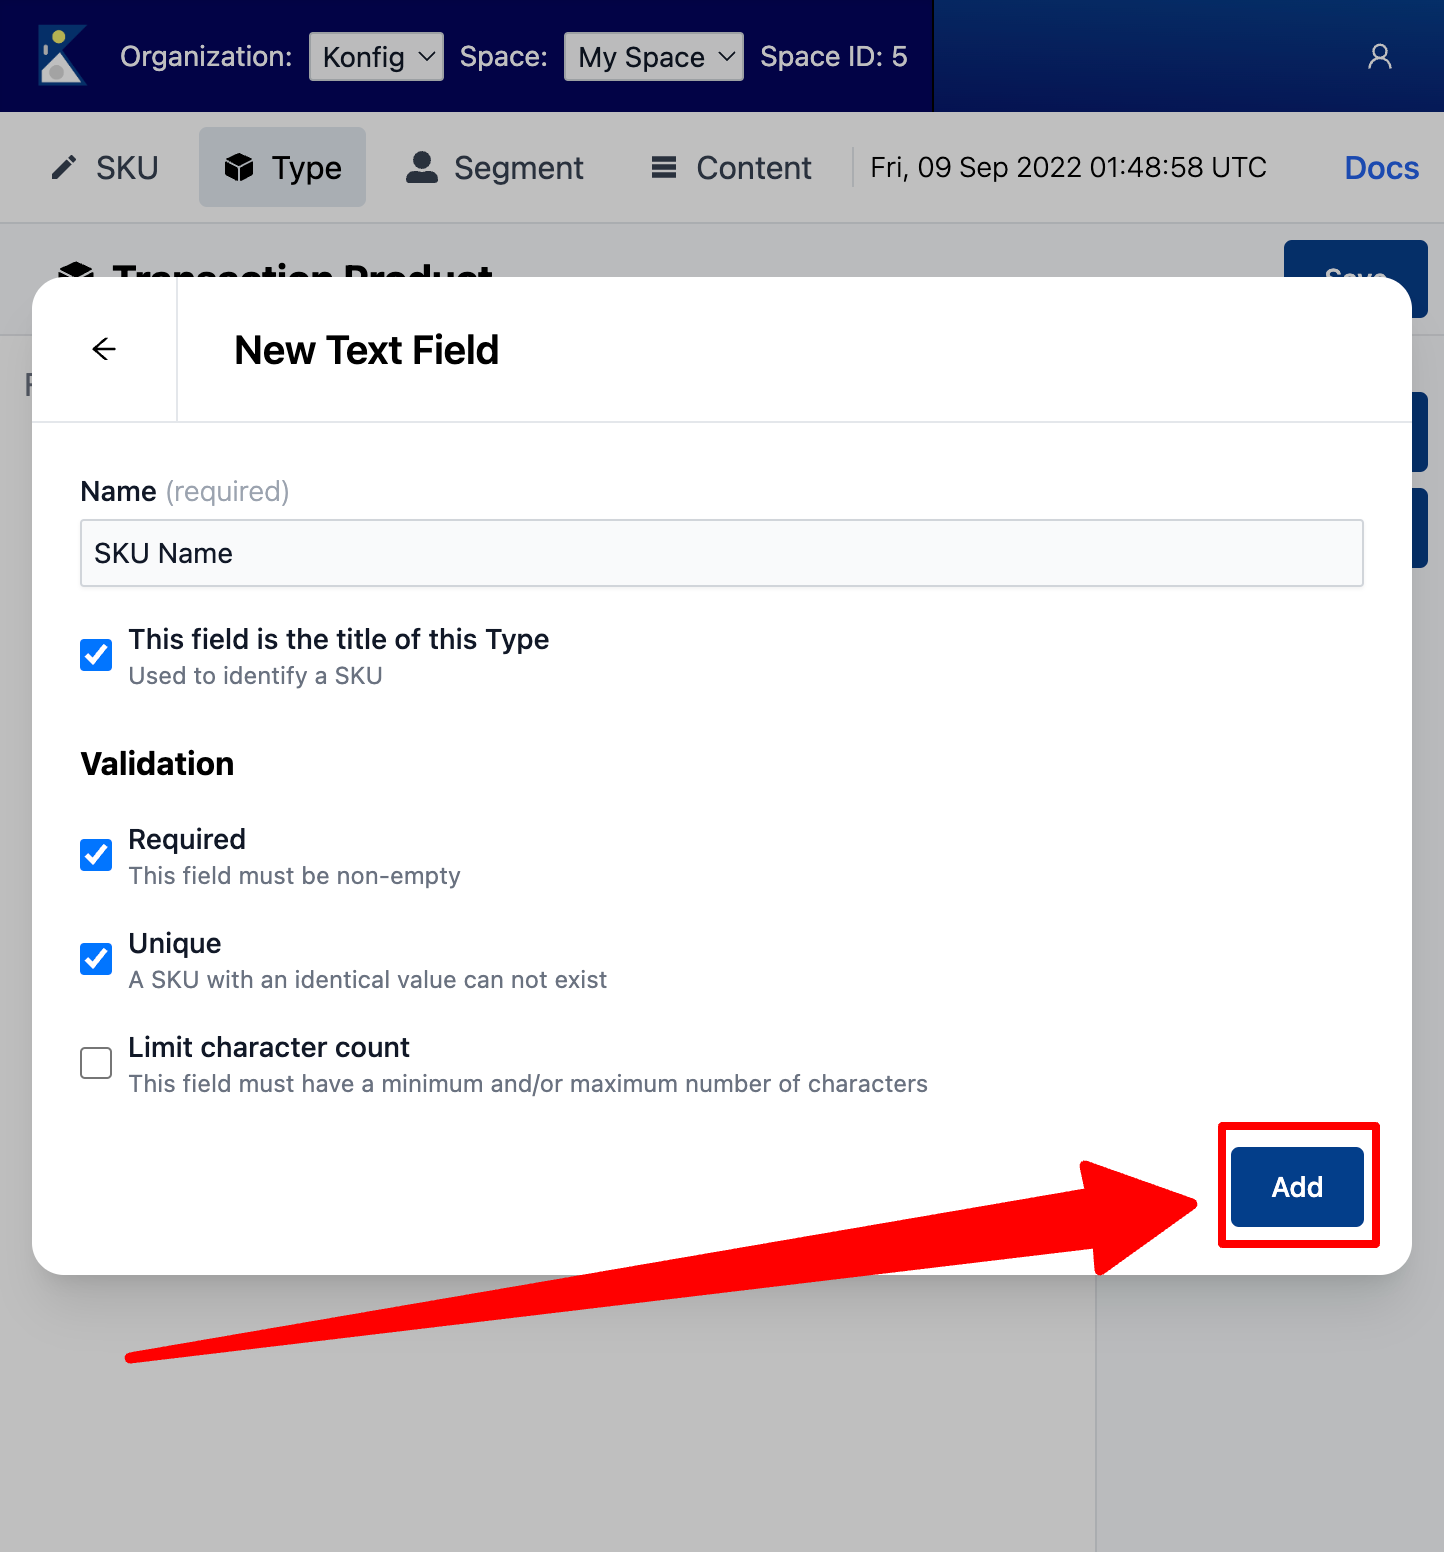 Organization: Konfig Space: My Space Space ID: 5
SKU Type Segment Content Fri, 09 Sep 2022 01:48:58 UTC Docs
Transaction Product Save
New Text Field
Name (required)
SKU Name
This field is the title of this Type
Used to identify a SKU
Validation
Required
This field must be non-empty
Unique
A SKU with an identical value can not exist
Limit character count
This field must have a minimum and/or maximum number of characters
Add